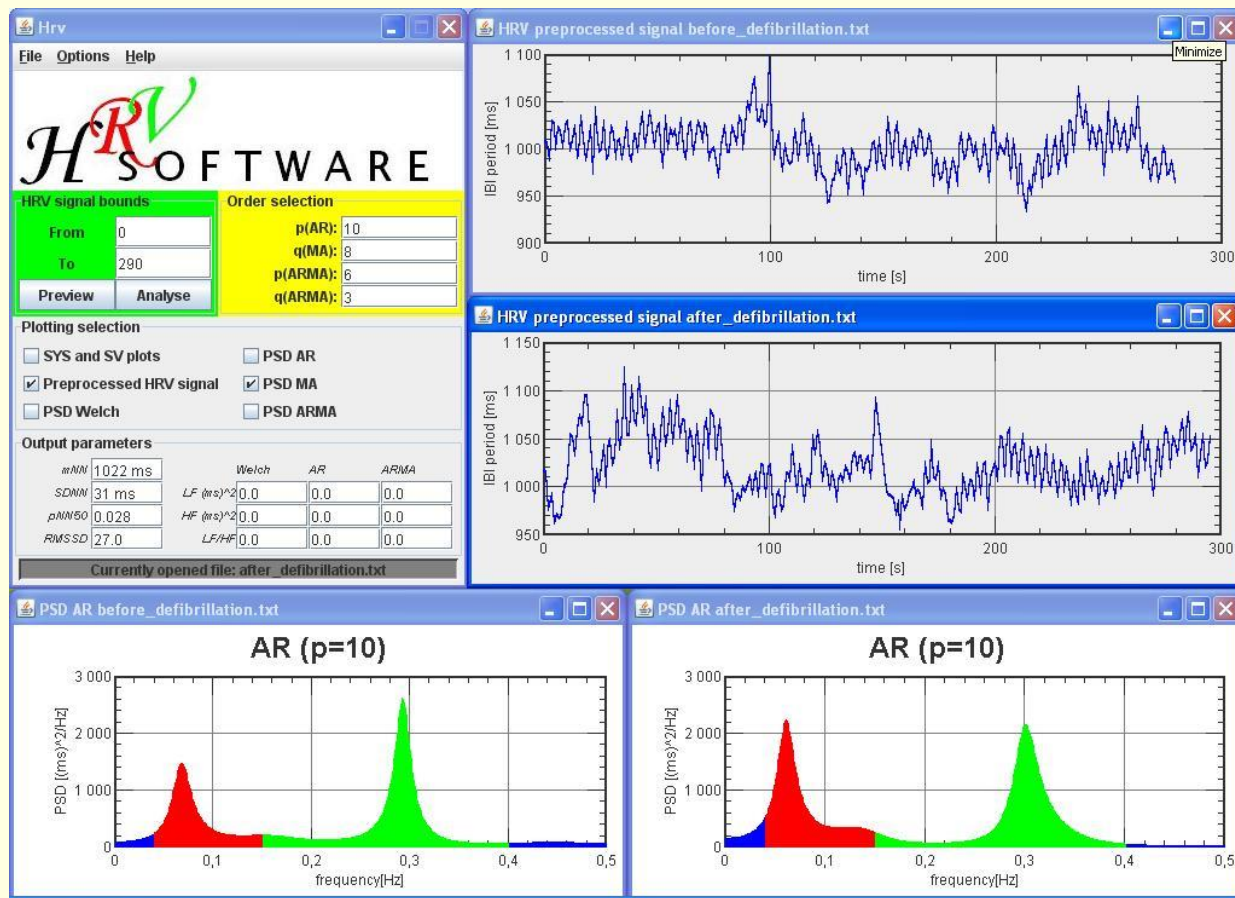 Hrv
File Options Help
HRV SOFTWARE
HRV signal bounds
From 0
To 290
Preview Analyse
Order selection
p(AR): 10
q(MA): 8
p(ARMA): 6
q(ARMA): 3
Plotting selection
SYS and SV plots PSD AR
Preprocessed HRV signal PSD MA
PSD Welch PSD ARMA
Output parameters
mNN 1022 ms Welch AR ARMA
SDNN 31 ms LF (ms)^2 0.0 0.0 0.0
pNN50 0.028 HF (ms)^2 0.0 0.0 0.0
RMSSD 27.0 LF/HF 0.0 0.0 0.0
Currently opened file: after_defibrillation.txt
HRV preprocessed signal before_defibrillation.txt
Minimize
1 100
1 050
1 000
950
900
IBI period [ms]
0 100 200 300
time [s]
HRV preprocessed signal after_defibrillation.txt
1 150
1 100
1 050
1 000
950
IBI period [ms]
0 100 200 300
time [s]
PSD AR before_defibrillation.txt
AR (p=10)
3 000
2 000
1 000
0
PSD [(ms)^2/Hz]
0 0,1 0,2 0,3 0,4 0,5
frequency[Hz]
PSD AR after_defibrillation.txt
AR (p=10)
3 000
2 000
1 000
0
PSD [(ms)^2/Hz]
0 0,1 0,2 0,3 0,4 0,5
frequency[Hz]